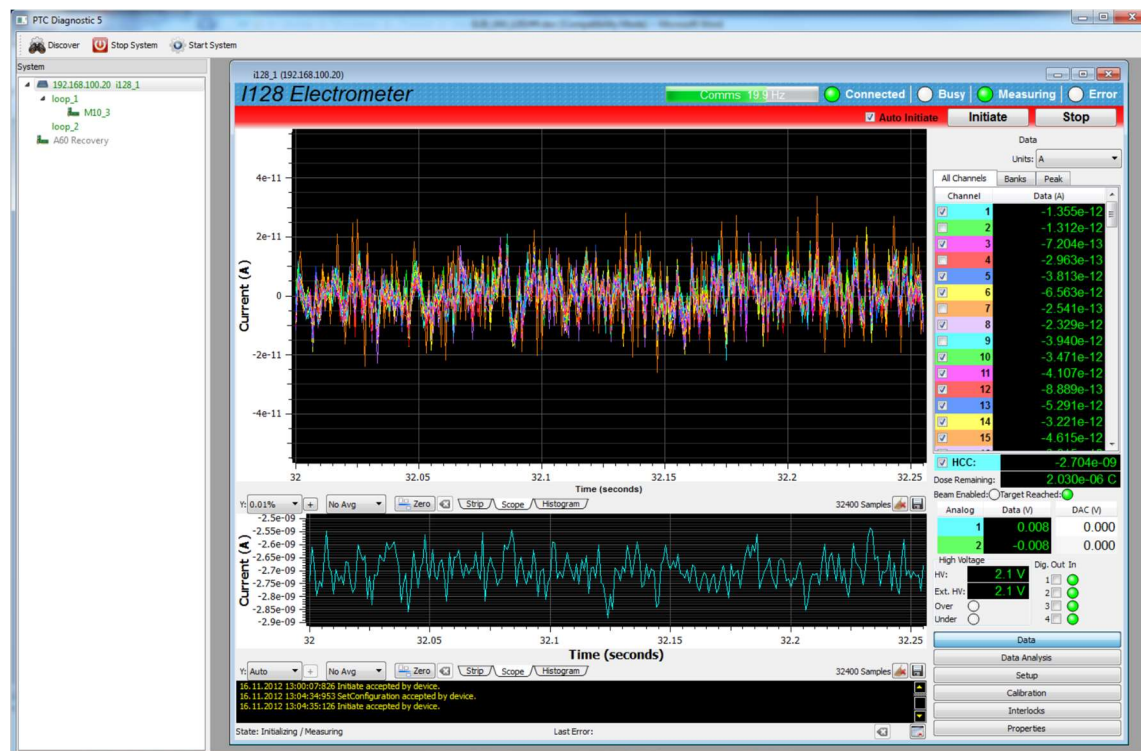 PTC Diagnostic 5
Discover Stop System Start System
System
192.168.100.20 i128_1
loop_1
M10_3
loop_2
A60 Recovery
i128_1 (192.168.100.20)
I128 Electrometer
Comms 19.9 Hz
Connected Busy Measuring Error
Auto Initiate Initiate Stop
4e-11
2e-11
0
-2e-11
-4e-11
Current (A)
32 32.05 32.1 32.15 32.2 32.25
Time (seconds)
Y: 0.01% + No Avg Zero Strip Scope Histogram 32400 Samples
-2.5e-09
-2.55e-09
-2.6e-09
-2.65e-09
-2.7e-09
-2.75e-09
-2.8e-09
-2.85e-09
-2.9e-09
Current (A)
32 32.05 32.1 32.15 32.2 32.25
Time (seconds)
Y: Auto + No Avg Zero Strip Scope Histogram 32400 Samples
16.11.2012 13:00:07:826 Initiate accepted by device.
16.11.2012 13:04:34:953 SetConfiguration accepted by device.
16.11.2012 13:04:35:126 Initiate accepted by device.
State: Initializing / Measuring Last Error:
Data
Units: A
All Channels Banks Peak
Channel Data (A)
1 -1.355e-12
2 -1.312e-12
3 -7.204e-13
4 -2.963e-13
5 -3.813e-12
6 -6.563e-12
7 -2.541e-13
8 -2.329e-12
9 -3.940e-12
10 -3.471e-12
11 -4.107e-12
12 -8.889e-13
13 -5.291e-12
14 -3.221e-12
15 -4.615e-12
HCC: -2.704e-09
Dose Remaining: 2.030e-06 C
Beam Enabled: Target Reached:
Analog Data (V) DAC (V)
1 0.008 0.000
2 -0.008 0.000
High Voltage
HV: 2.1 V
Ext. HV: 2.1 V
Over
Under
Dig. Out In
1
2
3
4
Data
Data Analysis
Setup
Calibration
Interlocks
Properties